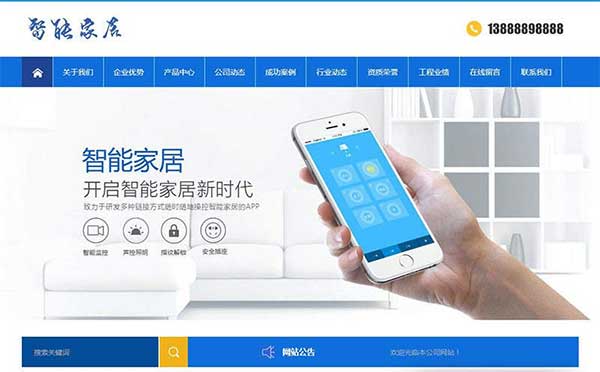 智能家居
13888898888
关于我们 企业优势 产品中心 公司动态 成功案例 行业动态 资质荣誉 工程业绩 在线留言 联系我们
智能家居
开启智能家居新时代
致力于研发多种链接方式随时随地操控智能家居的APP
智能监控 声控照明 指纹解锁 安全插座
搜索关键词 网站公告 欢迎光临本公司网站！